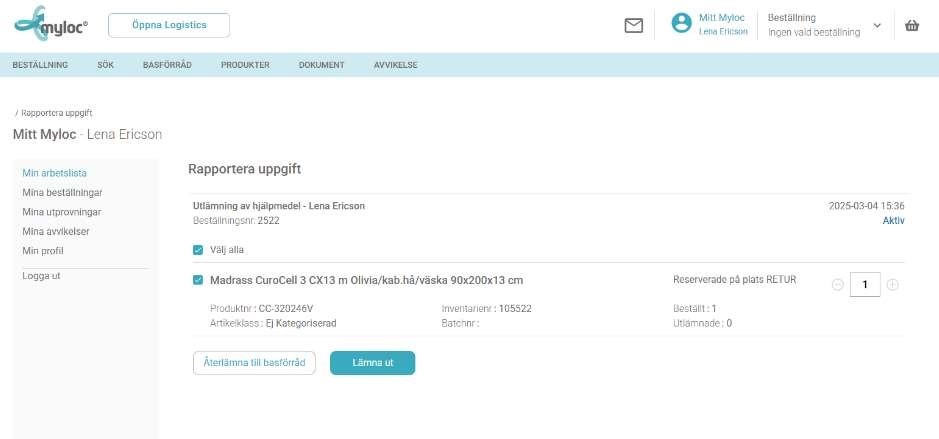 myloc®
Öppna Logistics
Mitt Myloc
Lena Ericson
Beställning
Ingen vald beställning
BESTÄLLNING SÖK BASFÖRRÅD PRODUKTER DOKUMENT AVVIKELSE
/ Rapportera uppgift
Mitt Myloc - Lena Ericson
Min arbetslista
Mina beställningar
Mina utprovningar
Mina avvikelser
Min profil
Logga ut
Rapportera uppgift
Utlämning av hjälpmedel - Lena Ericson 2025-03-04 15:36
Beställningsnr: 2522 Aktiv
Välj alla
Madrass CuroCell 3 CX13 m Olivia/kab.hå/väska 90x200x13 cm Reserverade på plats RETUR 1
Produktnr : CC-320246V Inventarienr : 105522 Beställt : 1
Artikelklass : Ej Kategoriserad Batchnr : Utlämnade : 0
Återlämna till basförråd Lämna ut